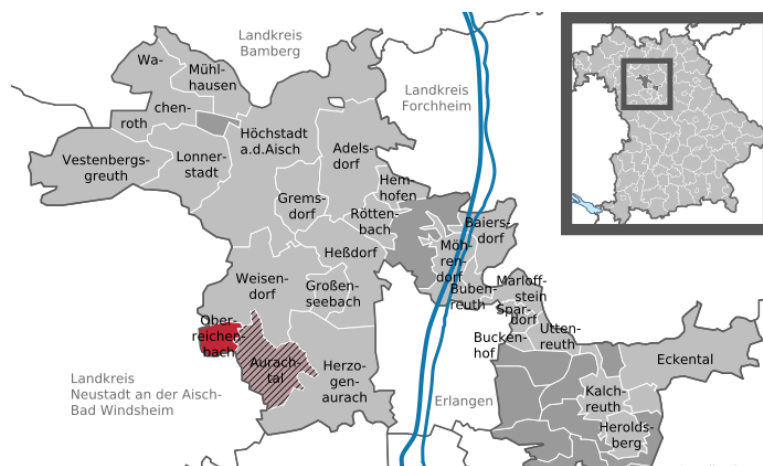 Landkreis
Bamberg
Landkreis
Forchheim
Wa-
chen-
roth
Mühl-
hausen
Vestenbergs-
greuth
Lonner-
stadt
Höchstadt
a.d.Aisch
Adels-
dorf
Grems-
dorf
Hem-
hofen
Rötten-
bach
Baiers-
dorf
Möh-
ren-
dorf
Heßdorf
Weisen-
dorf
Großen-
seebach
Buben-
reuth
Marloff-
stein
Spar-
dorf
Utten-
reuth
Bucken-
hof
Ober-
reichen-
bach
Aurach-
tal
Herzo-
gen-
aurach
Eckental
Kalch-
reuth
Herolds-
berg
Erlangen
Landkreis
Neustadt an der Aisch-
Bad Windsheim